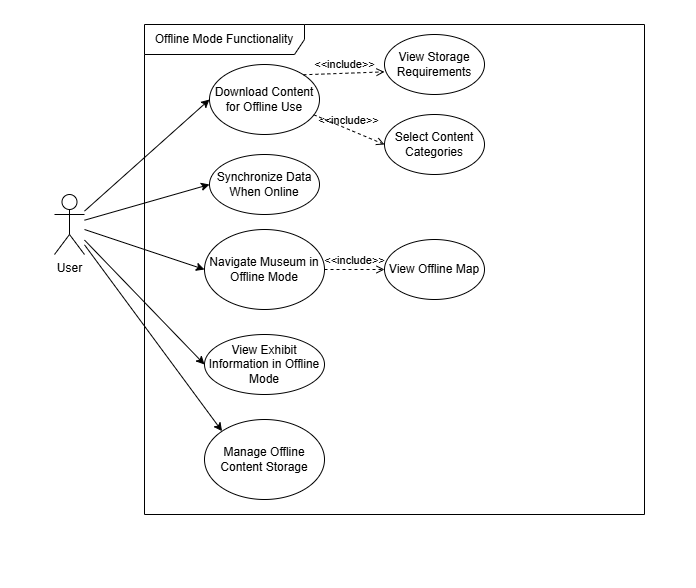 Offline Mode Functionality
<<include>>
View Storage
Requirements
Download Content
for Offline Use
<<include>>
Select Content
Categories
Synchronize Data
When Online
User
Navigate Museum in
Offline Mode
<<include>>
View Offline Map
View Exhibit
Information in Offline
Mode
Manage Offline
Content Storage